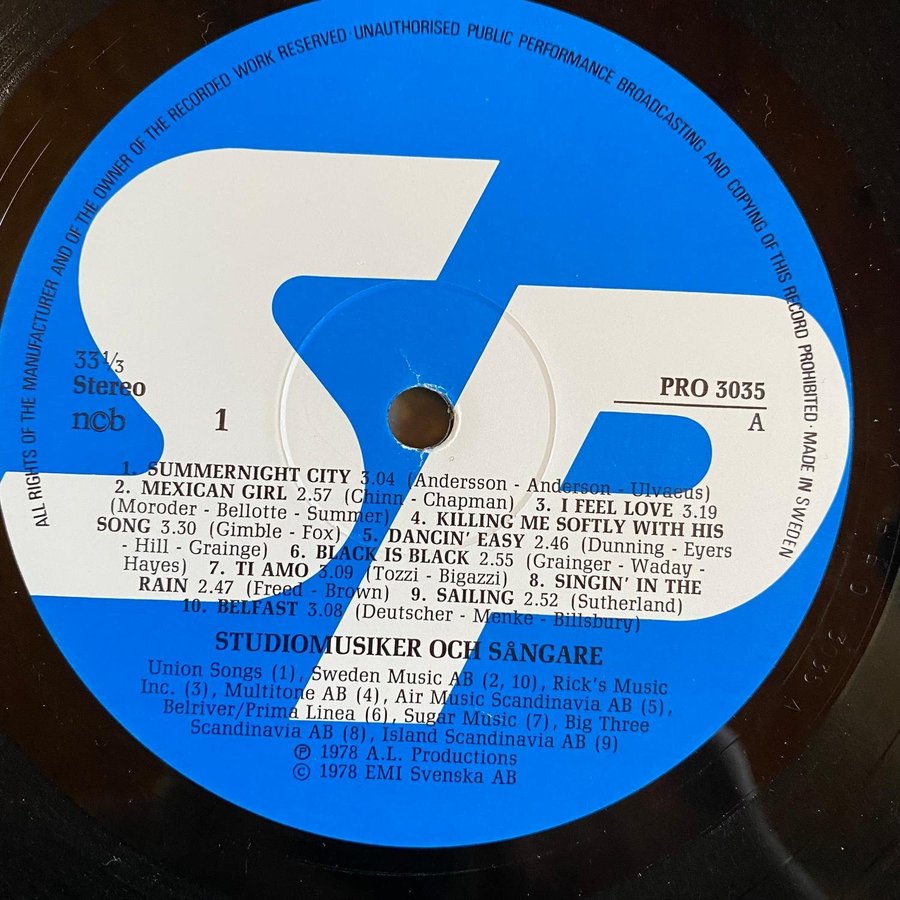 ALL RIGHTS OF THE MANUFACTURER AND OF THE OWNER OF THE RECORDED WORK RESERVED · UNAUTHORISED PUBLIC PERFORMANCE BROADCASTING AND COPYING OF THIS RECORD PROHIBITED · MADE IN SWEDEN
SP
33 1/3
Stereo
ncb
1
PRO 3035
A
1. SUMMERNIGHT CITY 3.04 (Andersson - Anderson - Ulvaeus)
2. MEXICAN GIRL 2.57 (Chinn - Chapman) 3. I FEEL LOVE 3.19
(Moroder - Bellotte - Summer) 4. KILLING ME SOFTLY WITH HIS
SONG 3.30 (Gimble - Fox) 5. DANCIN' EASY 2.46 (Dunning - Eyers
- Hill - Grainge) 6. BLACK IS BLACK 2.55 (Grainger - Waday -
Hayes) 7. TI AMO 3.09 (Tozzi - Bigazzi) 8. SINGIN' IN THE
RAIN 2.47 (Freed - Brown) 9. SAILING 2.52 (Sutherland)
10. BELFAST 3.08 (Deutscher - Menke - Billsbury)
STUDIOMUSIKER OCH SÅNGARE
Union Songs (1), Sweden Music AB (2, 10), Rick's Music
Inc. (3), Multitone AB (4), Air Music Scandinavia AB (5),
Belriver/Prima Linea (6), Sugar Music (7), Big Three
Scandinavia AB (8), Island Scandinavia AB (9)
℗ 1978 A.L. Productions
© 1978 EMI Svenska AB